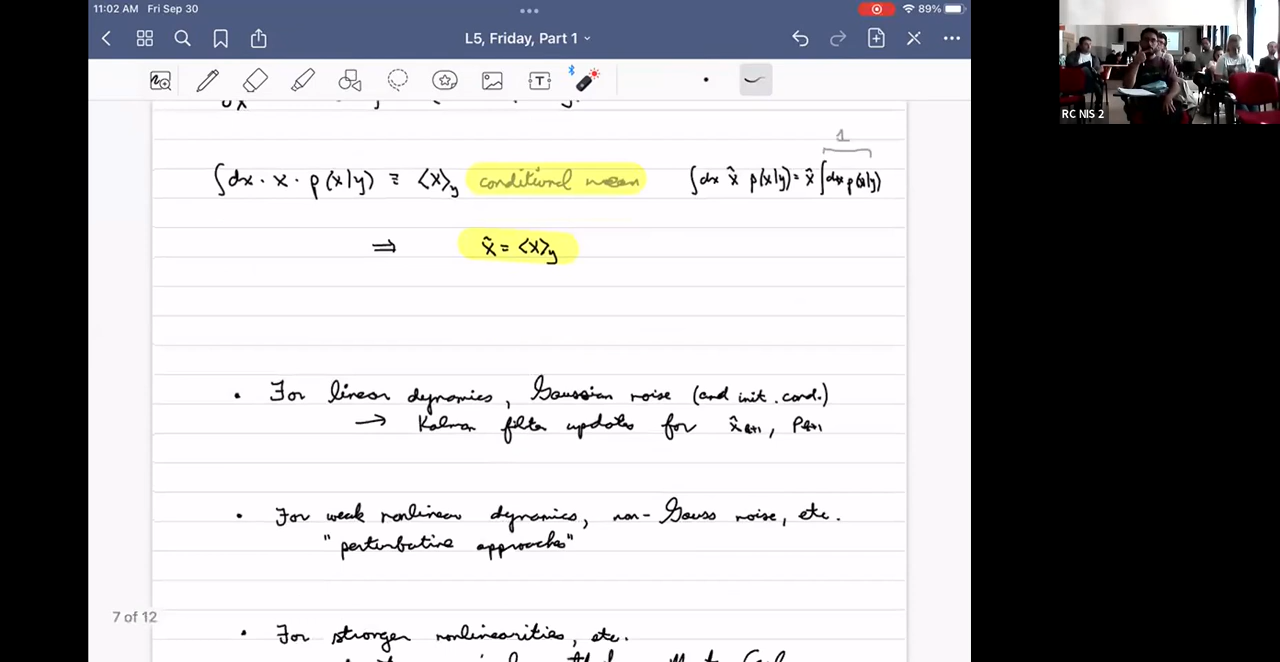 11:02 AM Fri Sep 30
89%
L5, Friday, Part 1
1
∫dx · x · p(x|y) ≡ ⟨x⟩y conditional mean ∫dx x̂ p(x|y) = x̂ ∫dx p(x|y)
⇒ x̂ = ⟨x⟩y
• For linear dynamics, Gaussian noise (and init. cond.)
→ Kalman filter updates for x̂k+1, Pk+1
• For weak nonlinear dynamics, non-Gauss noise, etc.
"perturbative approaches"
7 of 12
• For stronger nonlinearities, etc.
RC NIS 2